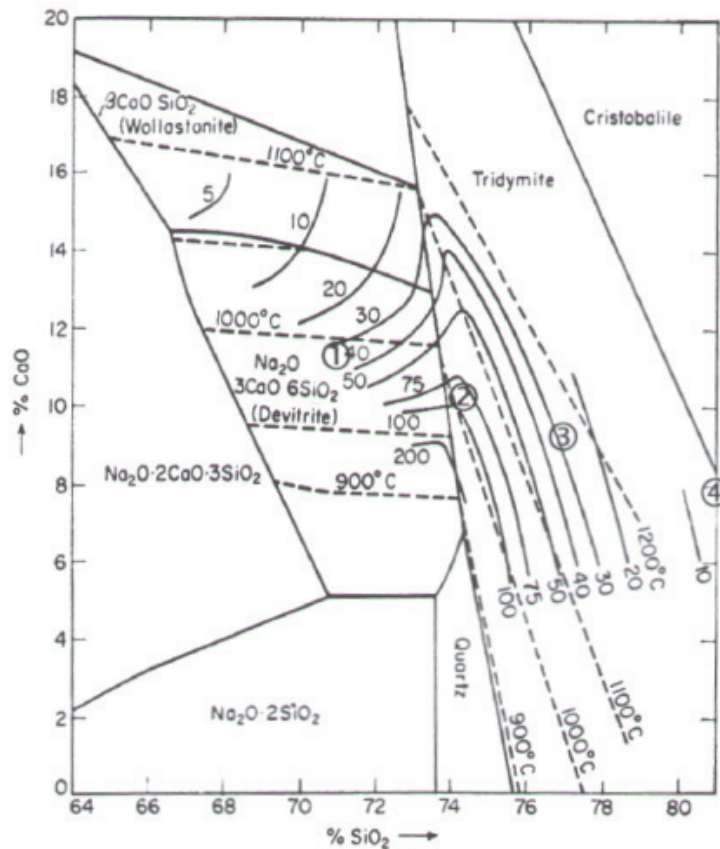 20
18
16
14
12
10
8
6
4
2
0
→ % CaO
βCaO SiO₂
(Wollastonite)
1100°C
5
10
20
30
40
50
75
100
200
1000°C
①
Na₂O
3CaO 6SiO₂
(Devitrite)
900°C
Na₂O·2CaO·3SiO₂
Na₂O·2SiO₂
Quartz
Tridymite
Cristobalile
②
③
④
100
75
50
40
30
20
10
1200°C
1100°C
1000°C
900°C
64 66 68 70 72 74 76 78 80 81
% SiO₂ →